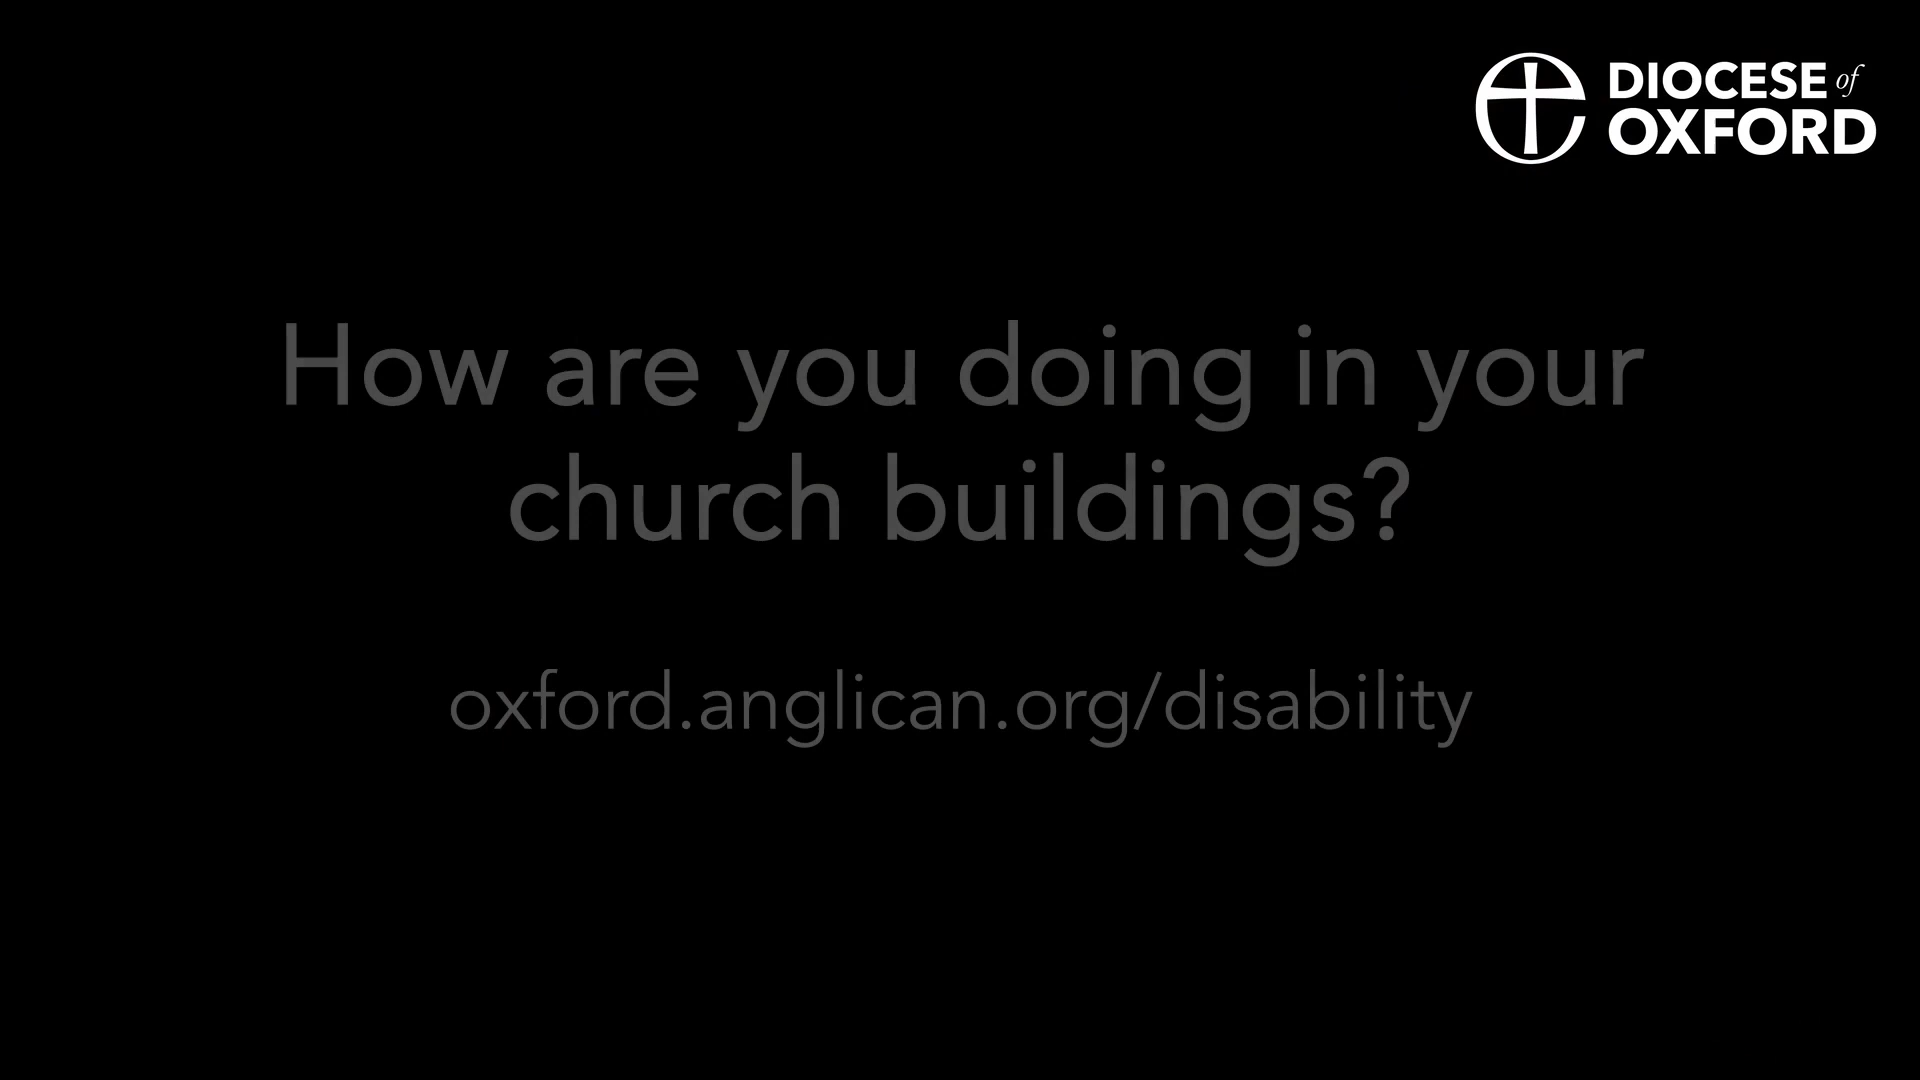 DIOCESE of
OXFORD
How are you doing in your
church buildings?
oxford.anglican.org/disability